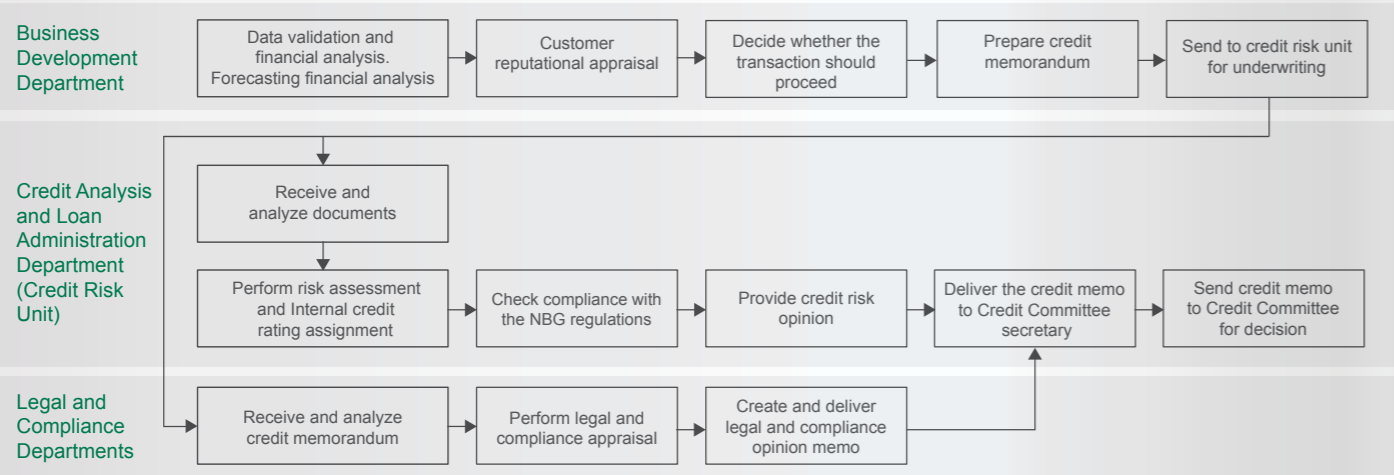 Business
Development
Department
Data validation and
financial analysis.
Forecasting financial analysis
Customer
reputational appraisal
Decide whether the
transaction should
proceed
Prepare credit
memorandum
Send to credit risk unit
for underwriting
Credit Analysis
and Loan
Administration
Department
(Credit Risk
Unit)
Receive and
analyze documents
Perform risk assessment
and Internal credit
rating assignment
Check compliance with
the NBG regulations
Provide credit risk
opinion
Deliver the credit memo
to Credit Committee
secretary
Send credit memo
to Credit Committee
for decision
Legal and
Compliance
Departments
Receive and analyze
credit memorandum
Perform legal and
compliance appraisal
Create and deliver
legal and compliance
opinion memo